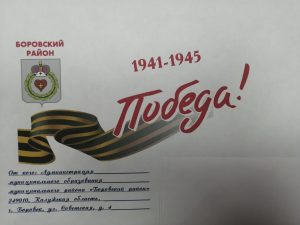 БОРОВСКИЙ
РАЙОН
1941-1945
Победа!
От кого: Администрация
муниципального образования
муниципального района "Боровский район"
249010, Калужская область,
г. Боровск, ул. Советская, д. 4